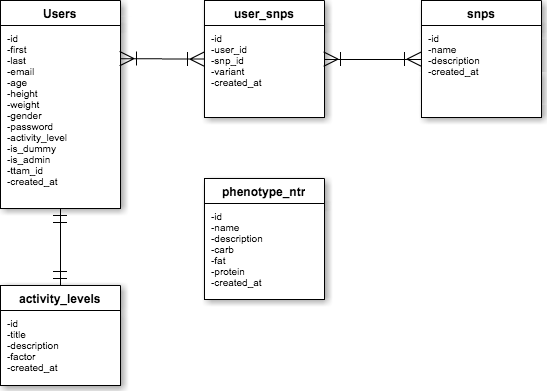 Users
-id
-first
-last
-email
-age
-height
-weight
-gender
-password
-activity_level
-is_dummy
-is_admin
-ttam_id
-created_at
user_snps
-id
-user_id
-snp_id
-variant
-created_at
snps
-id
-name
-description
-created_at
phenotype_ntr
-id
-name
-description
-carb
-fat
-protein
-created_at
activity_levels
-id
-title
-description
-factor
-created_at